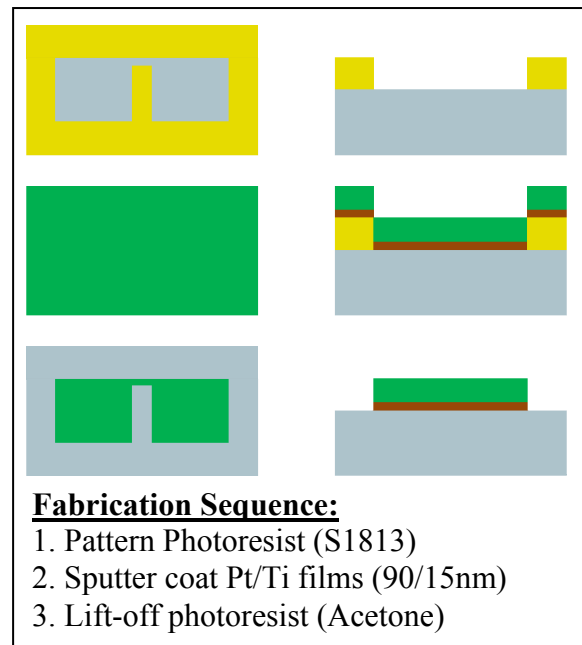 Fabrication Sequence:
1. Pattern Photoresist (S1813)
2. Sputter coat Pt/Ti films (90/15nm)
3. Lift-off photoresist (Acetone)